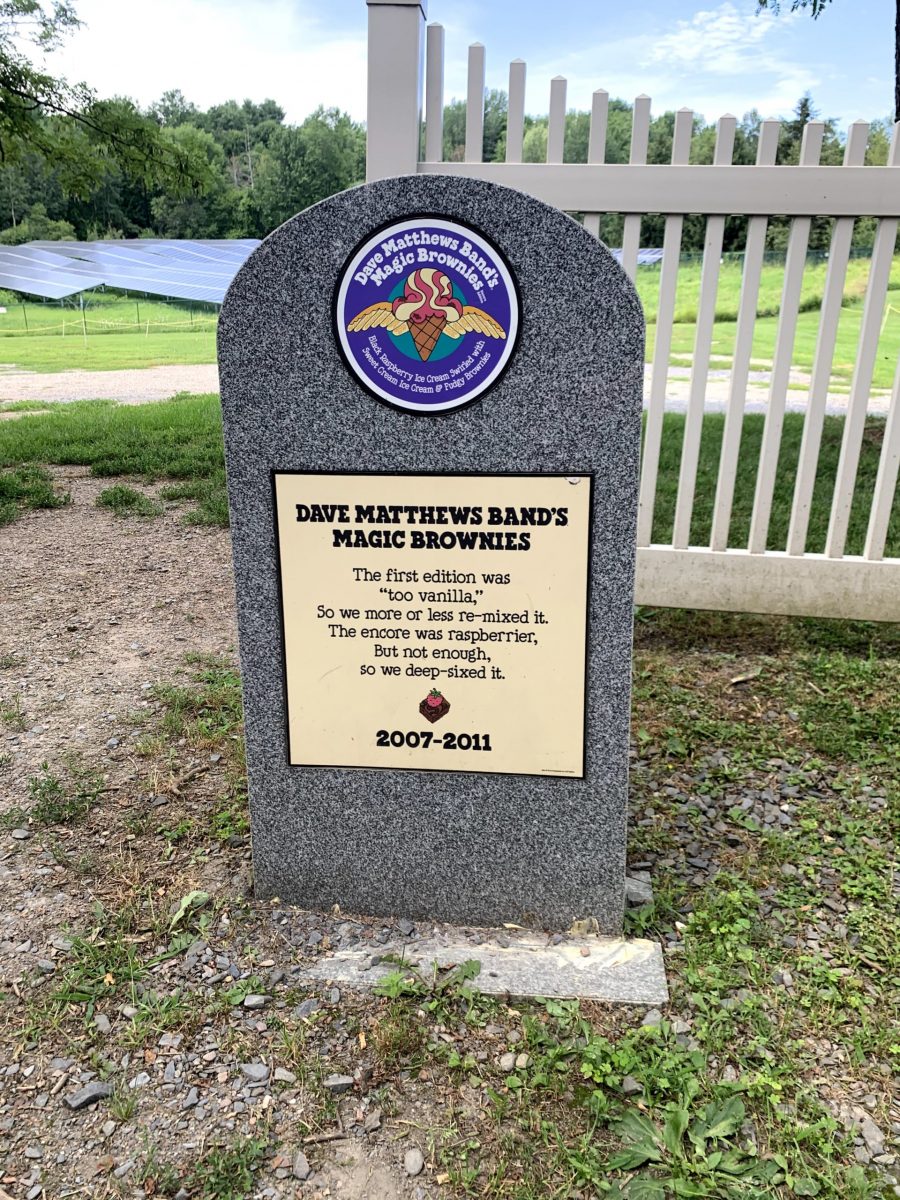 Dave Matthews Band's
Magic Brownies
Black Raspberry Ice Cream Swirled with
Sweet Cream Ice Cream & Fudgy Brownies
DAVE MATTHEWS BAND'S
MAGIC BROWNIES
The first edition was
"too vanilla,"
So we more or less re-mixed it.
The encore was raspberrier,
But not enough,
so we deep-sixed it.
2007-2011